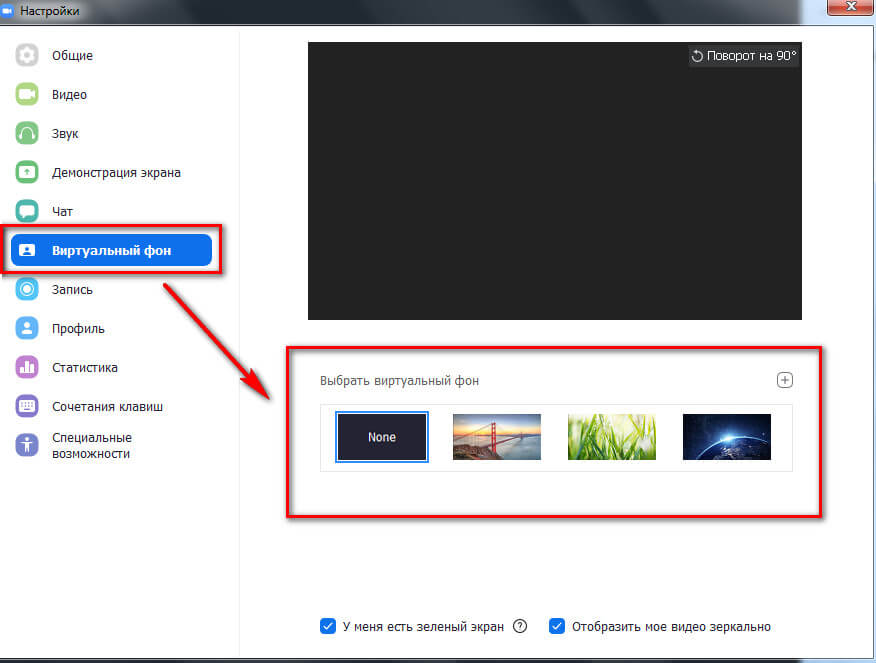 Настройки
Общие
Видео
Звук
Демонстрация экрана
Чат
Виртуальный фон
Запись
Профиль
Статистика
Сочетания клавиш
Специальные
возможности
Поворот на 90°
Выбрать виртуальный фон
None
У меня есть зеленый экран
Отобразить мое видео зеркально